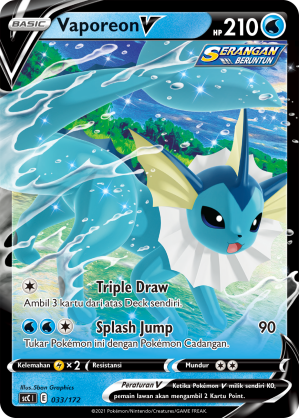 BASIC Vaporeon V HP 210
SERANGAN
BERUNTUN
Triple Draw
Ambil 3 kartu dari atas Deck sendiri.
Splash Jump 90
Tukar Pokémon ini dengan Pokémon Cadangan.
Kelemahan ×2 Resistansi Mundur
Illus. 5ban Graphics
Peraturan V Ketika Pokémon V milik sendiri KO,
pemain lawan akan mengambil 2 Kartu Point.
sc1 I E 033/172
©2021 Pokémon/Nintendo/Creatures/GAME FREAK.